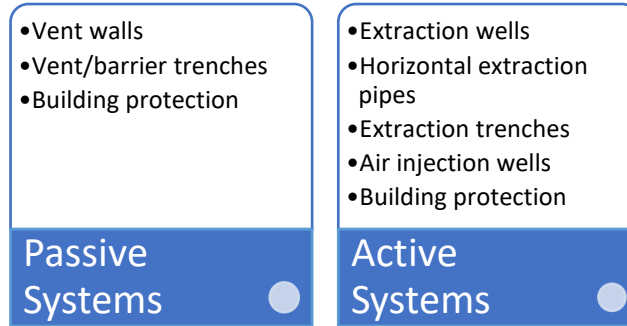 •Vent walls
•Vent/barrier trenches
•Building protection
Passive
Systems
•Extraction wells
•Horizontal extraction
pipes
•Extraction trenches
•Air injection wells
•Building protection
Active
Systems